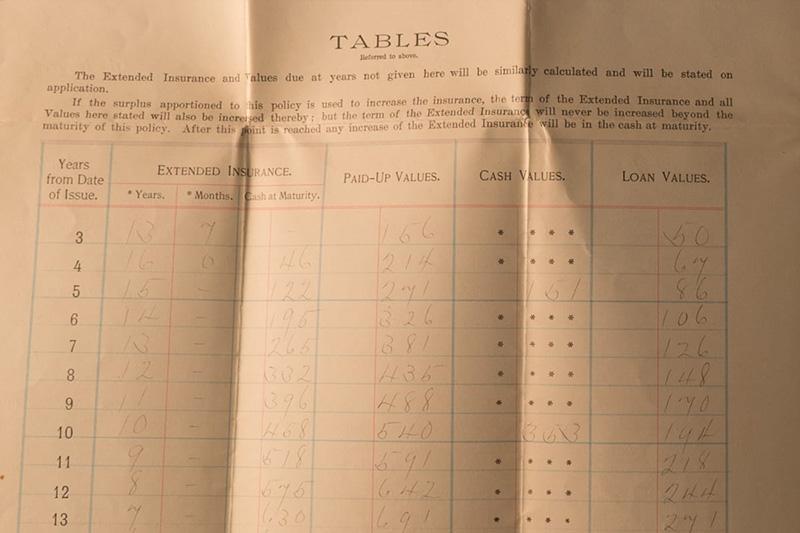 TABLES
Referred to above.
The Extended Insurance and Values due at years not given here will be similarly calculated and will be stated on
application.
If the surplus apportioned to this policy is used to increase the insurance, the term of the Extended Insurance and all
Values here stated will also be increased thereby; but the term of the Extended Insurance will never be increased beyond the
maturity of this policy. After this point is reached any increase of the Extended Insurance will be in the cash at maturity.
Years from Date of Issue. EXTENDED INSURANCE. PAID-UP VALUES. CASH VALUES. LOAN VALUES.
* Years. * Months. Cash at Maturity.
3 13 7 - 156 * * * * 50
4 16 0 46 214 * * * * 67
5 15 - 122 271 151 86
6 14 - 195 326 * * * * 106
7 13 - 265 381 * * * * 126
8 12 - 332 435 * * * * 148
9 11 - 396 488 * * * * 170
10 10 - 458 540 353 194
11 9 - 518 591 * * * * 218
12 8 - 575 642 * * * * 244
13 7 - 630 691 * * * * 271